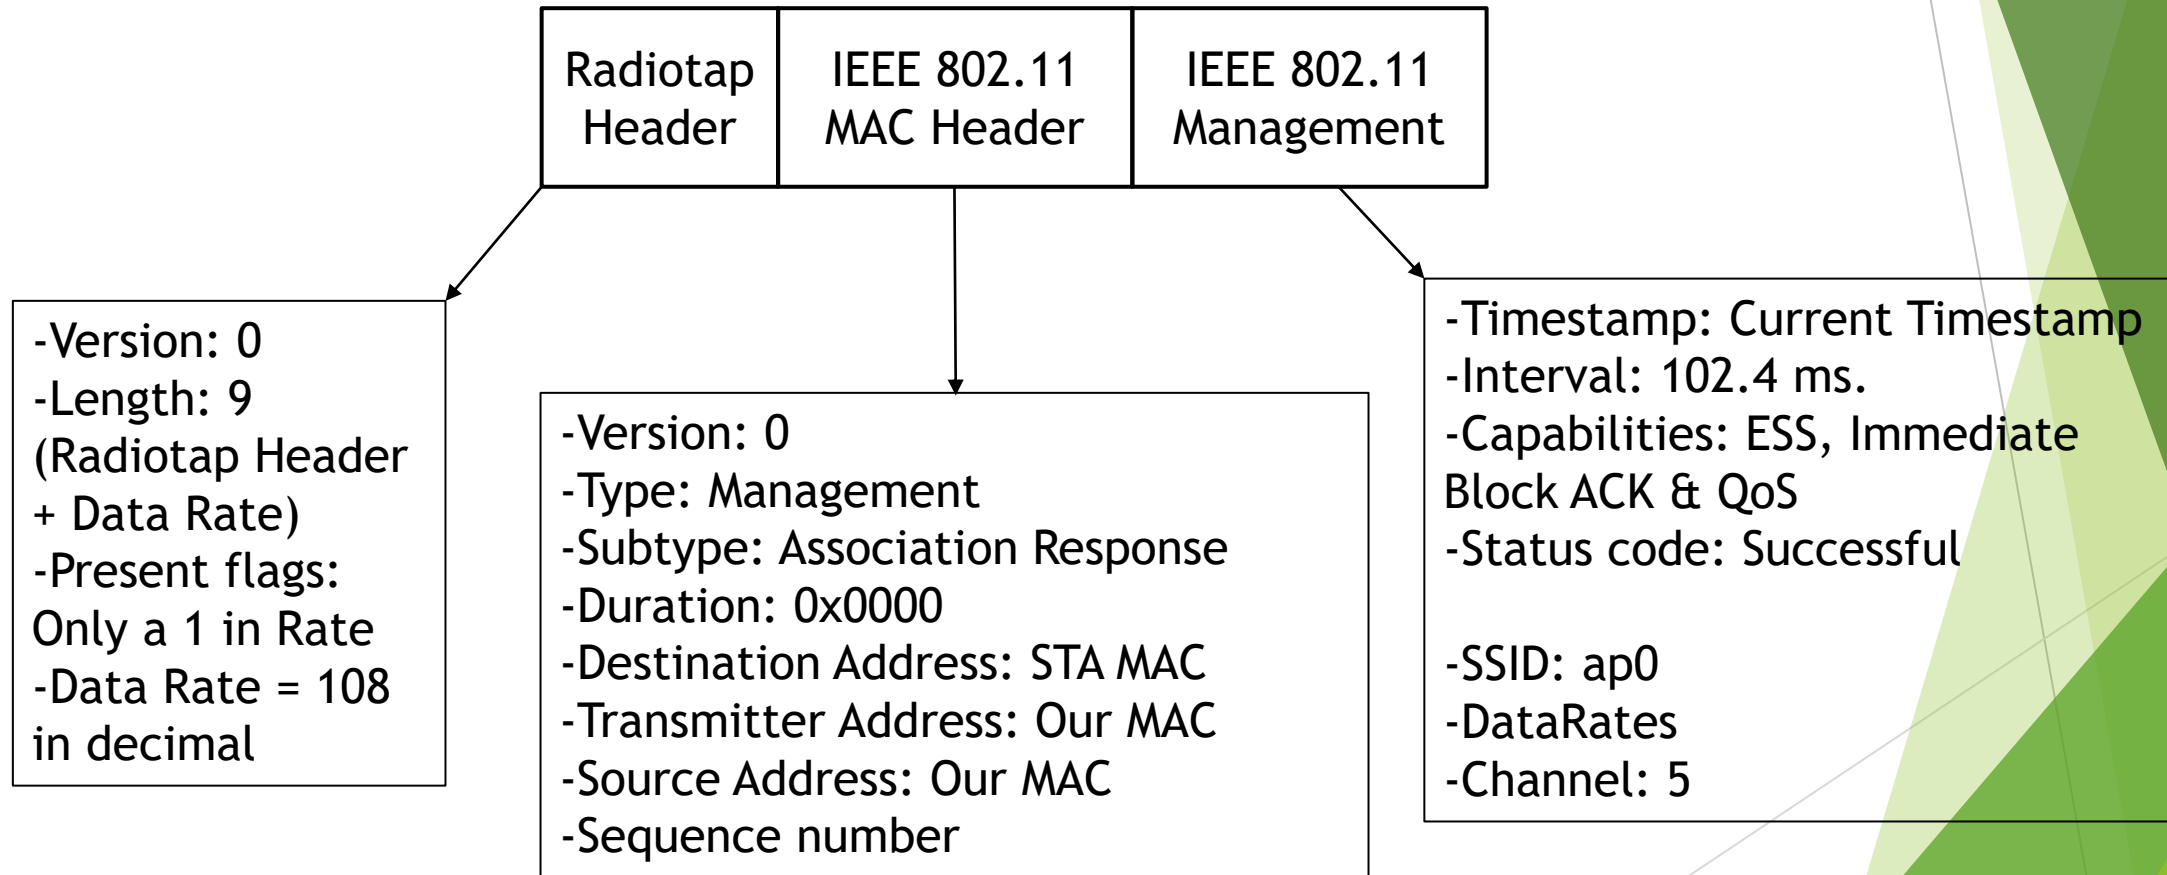 Radiotap
Header
IEEE 802.11
MAC Header
IEEE 802.11
Management
-Version: 0
-Length: 9
(Radiotap Header
+ Data Rate)
-Present flags:
Only a 1 in Rate
-Data Rate = 108
in decimal
-Version: 0
-Type: Management
-Subtype: Association Response
-Duration: 0x0000
-Destination Address: STA MAC
-Transmitter Address: Our MAC
-Source Address: Our MAC
-Sequence number
-Timestamp: Current Timestamp
-Interval: 102.4 ms.
-Capabilities: ESS, Immediate
Block ACK & QoS
-Status code: Successful
-SSID: ap0
-DataRates
-Channel: 5